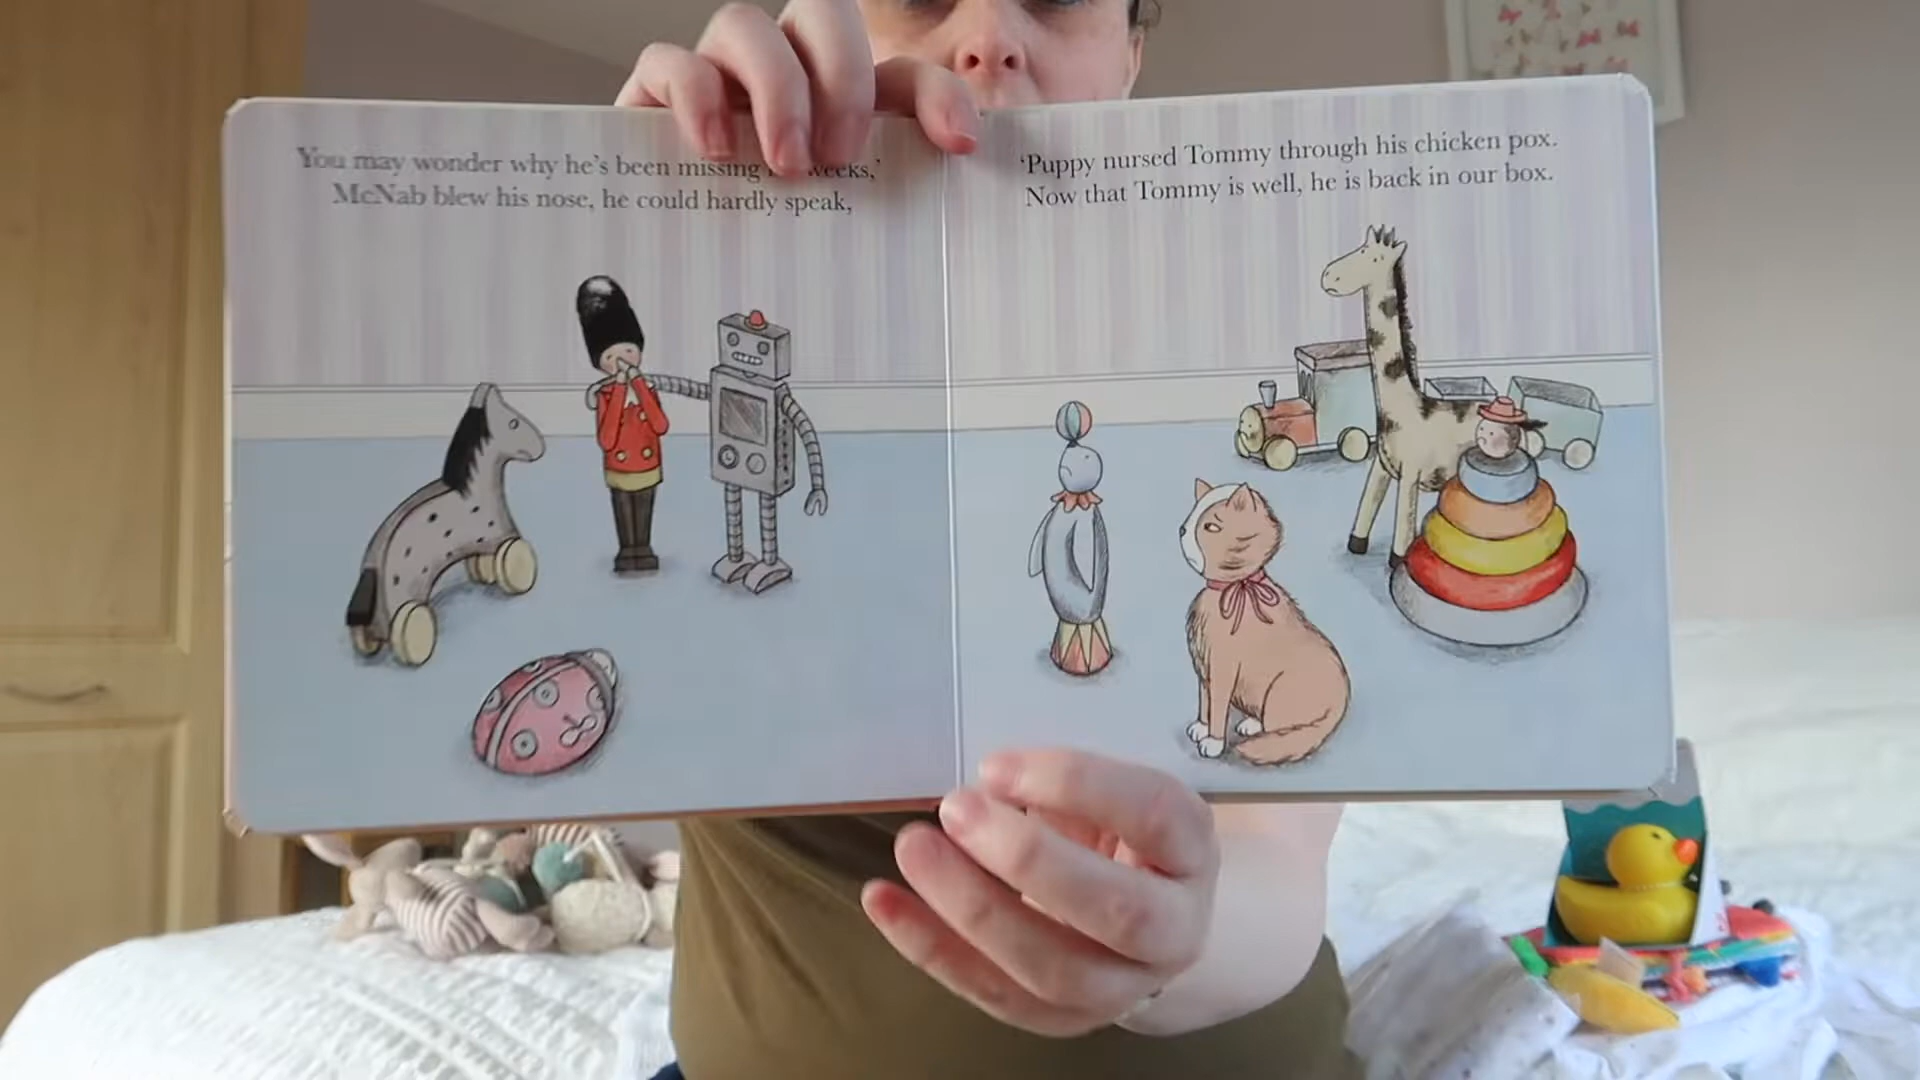 You may wonder why he's been missing weeks,'
McNab blew his nose, he could hardly speak,
'Puppy nursed Tommy through his chicken pox.
Now that Tommy is well, he is back in our box.